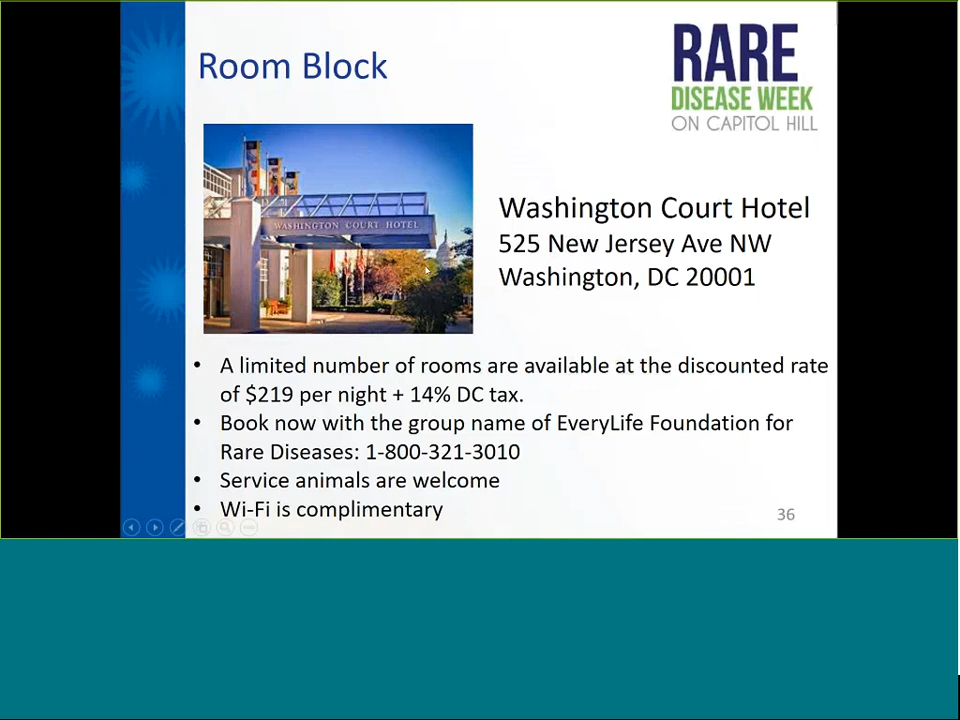 Room Block
RARE
DISEASE WEEK
ON CAPITOL HILL
WASHINGTON COURT HOTEL
Washington Court Hotel
525 New Jersey Ave NW
Washington, DC 20001
• A limited number of rooms are available at the discounted rate
of $219 per night + 14% DC tax.
• Book now with the group name of EveryLife Foundation for
Rare Diseases: 1-800-321-3010
• Service animals are welcome
• Wi-Fi is complimentary
36